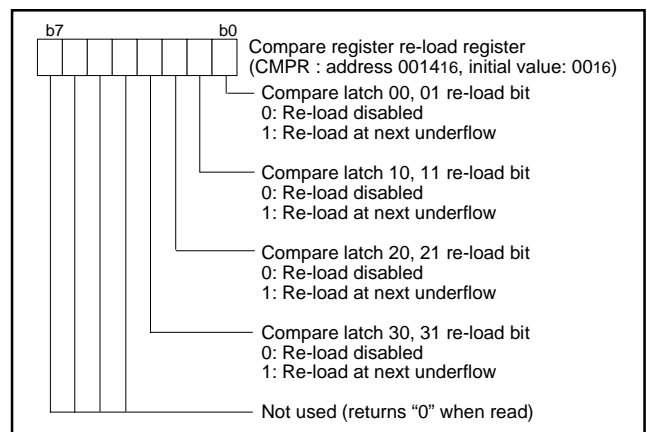 b7 b0
Compare register re-load register
(CMPR : address 001416, initial value: 0016)
Compare latch 00, 01 re-load bit
0: Re-load disabled
1: Re-load at next underflow
Compare latch 10, 11 re-load bit
0: Re-load disabled
1: Re-load at next underflow
Compare latch 20, 21 re-load bit
0: Re-load disabled
1: Re-load at next underflow
Compare latch 30, 31 re-load bit
0: Re-load disabled
1: Re-load at next underflow
Not used (returns “0” when read)